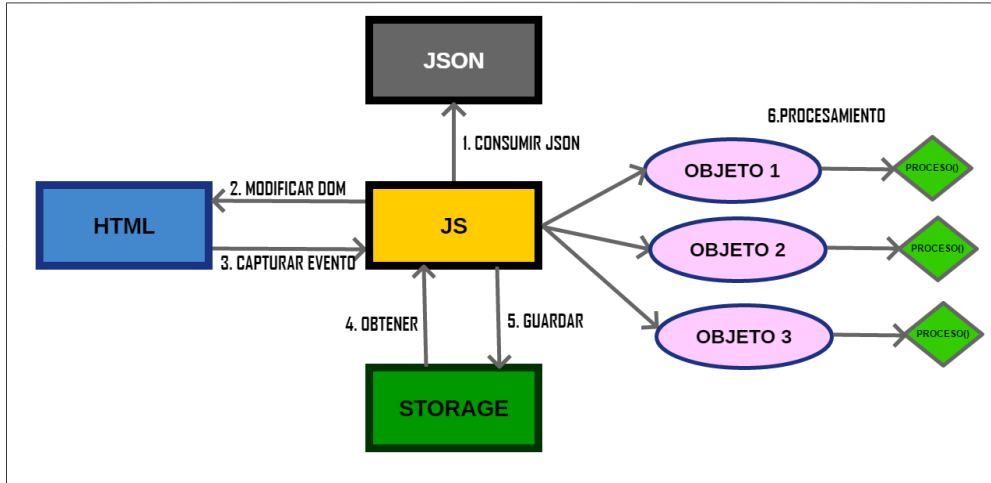 JSON
6.PROCESAMIENTO
1. CONSUMIR JSON
OBJETO 1
PROCESO()
2. MODIFICAR DOM
HTML
JS
3. CAPTURAR EVENTO
OBJETO 2
PROCESO()
4. OBTENER
5. GUARDAR
OBJETO 3
PROCESO()
STORAGE